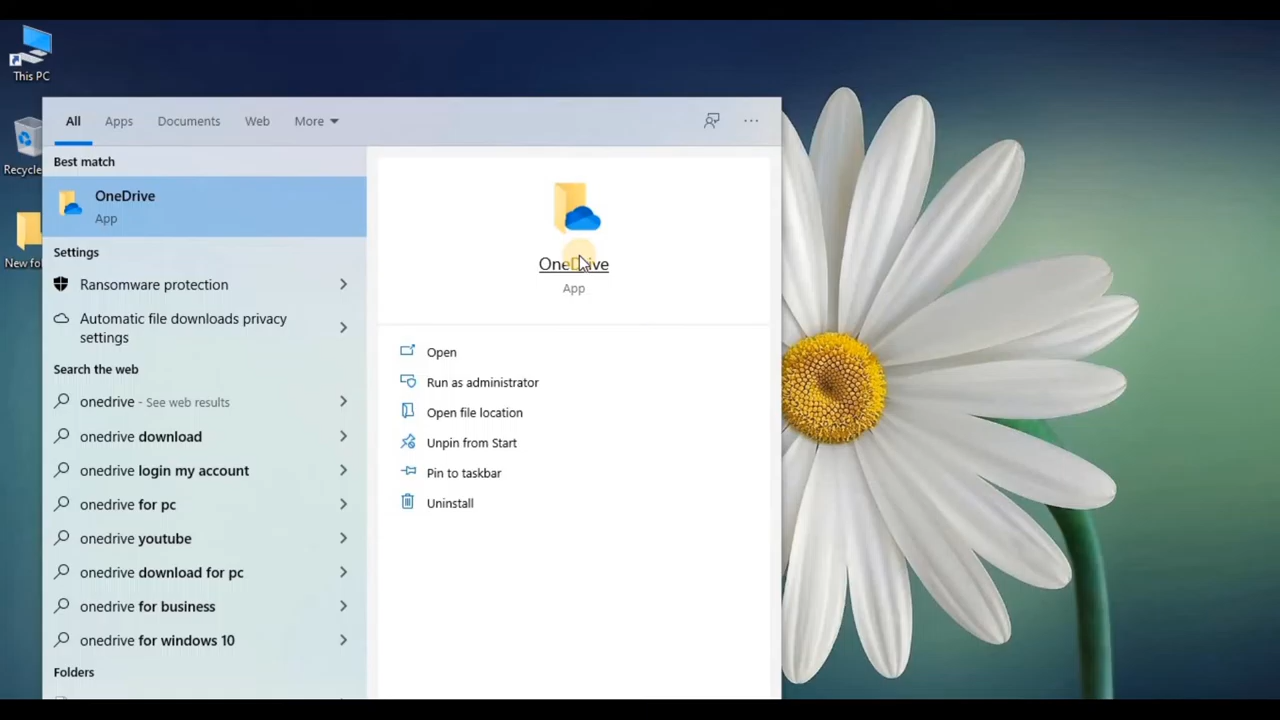 This PC
Recycle
New fol
All Apps Documents Web More
Best match
OneDrive
App
Settings
Ransomware protection
Automatic file downloads privacy
settings
Search the web
onedrive - See web results
onedrive download
onedrive login my account
onedrive for pc
onedrive youtube
onedrive download for pc
onedrive for business
onedrive for windows 10
Folders
OneDrive
App
Open
Run as administrator
Open file location
Unpin from Start
Pin to taskbar
Uninstall